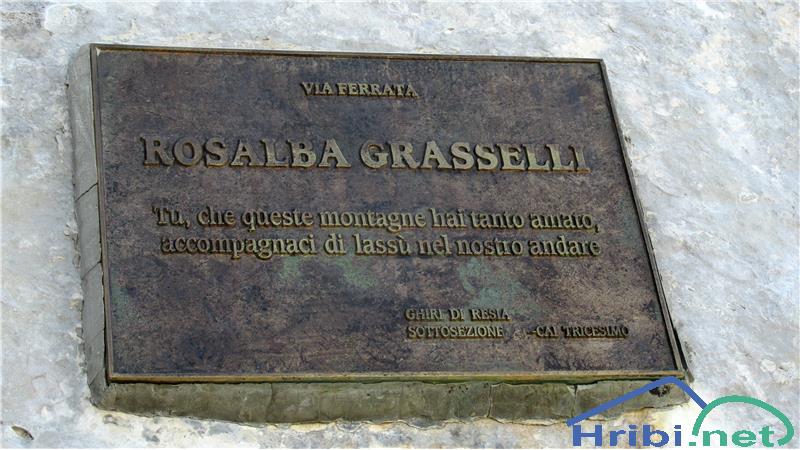 VIA FERRATA
ROSALBA GRASSELLI
Tu, che queste montagne hai tanto amato,
accompagnaci di lassù nel nostro andare
GHIRI DI RESIA
SOTTOSEZIONE CAI TRICESIMO
Hribi.net